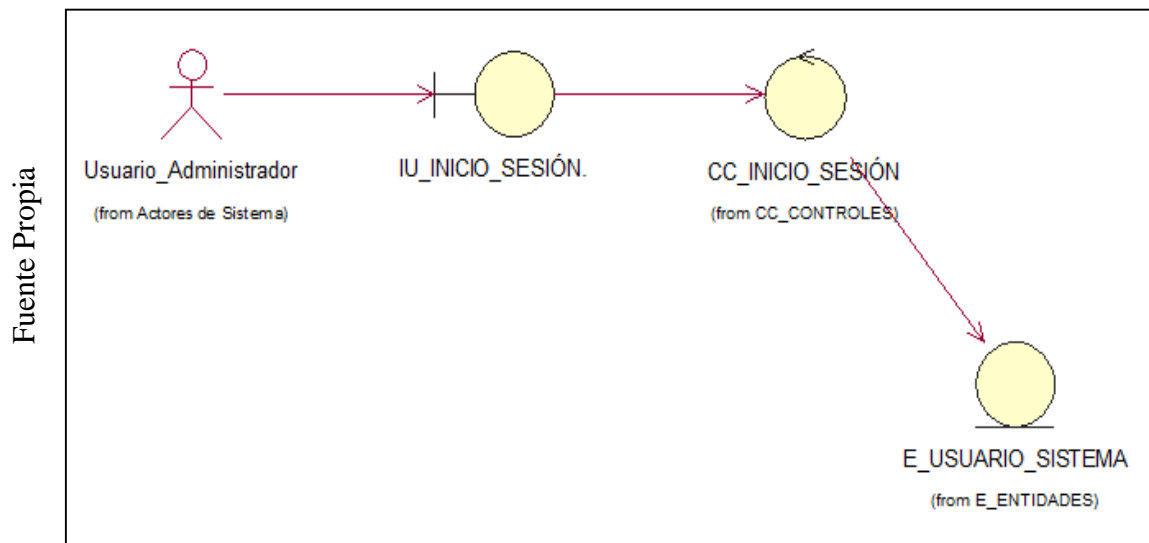 Fuente Propia
Usuario_Administrador
(from Actores de Sistema)
IU_INICIO_SESIÓN.
CC_INICIO_SESIÓN
(from CC_CONTROLES)
E_USUARIO_SISTEMA
(from E_ENTIDADES)